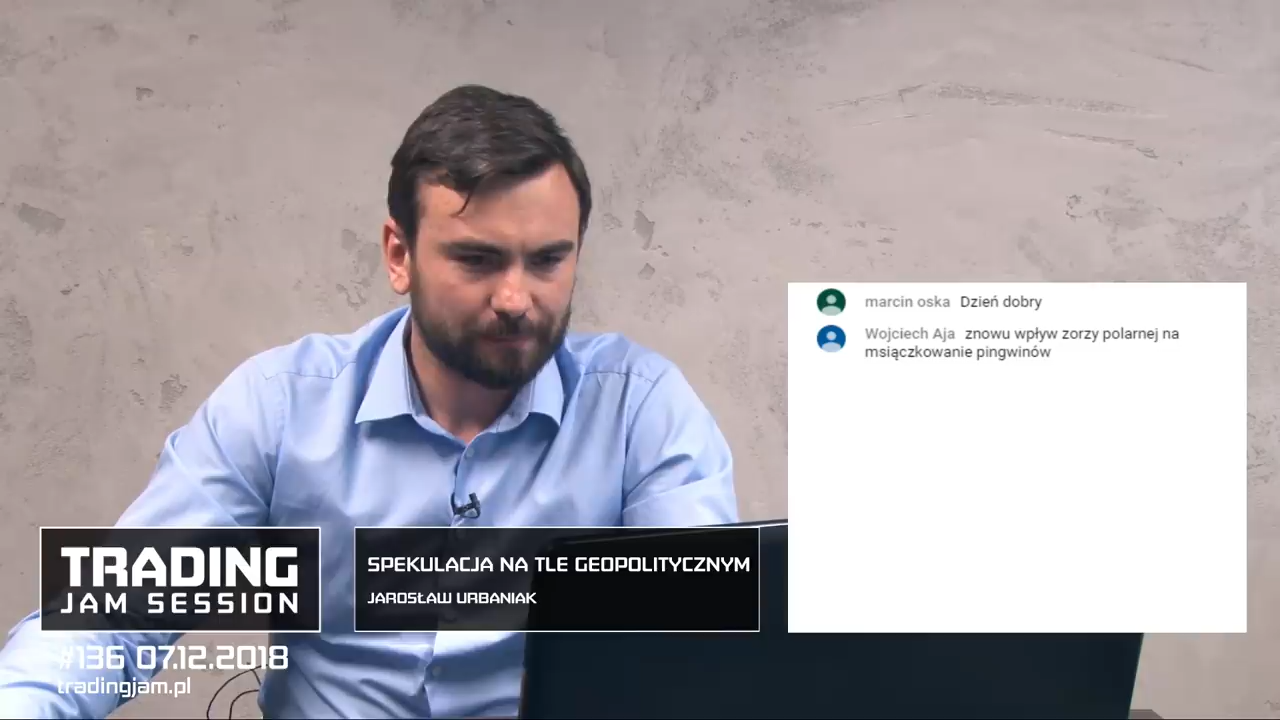 marcin oska Dzień dobry
Wojciech Aja znowu wpływ zorzy polarnej na
msiączkowanie pingwinów
TRADING
JAM SESSION
SPEKULACJA NA TLE GEOPOLITYCZNYM
JAROSŁAW URBANIAK
#136 07.12.2018
tradingjam.pl